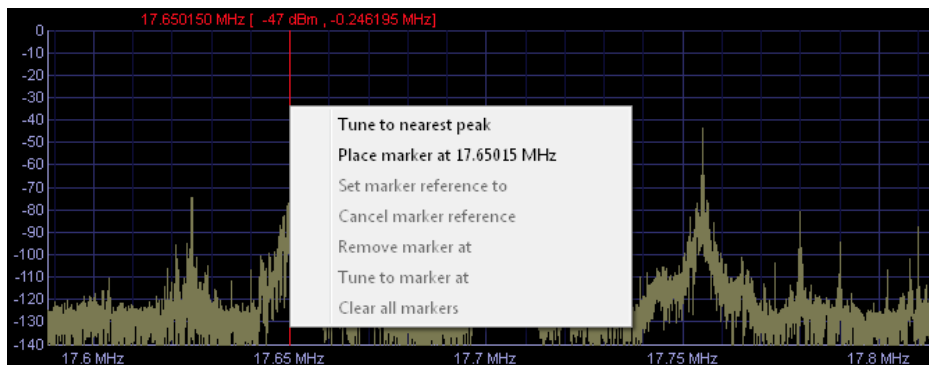 17.650150 MHz [ -47 dBm , -0.246195 MHz]
0
-10
-20
-30
-40
-50
-60
-70
-80
-90
-100
-110
-120
-130
-140
Tune to nearest peak
Place marker at 17.65015 MHz
Set marker reference to
Cancel marker reference
Remove marker at
Tune to marker at
Clear all markers
17.6 MHz 17.65 MHz 17.7 MHz 17.75 MHz 17.8 MHz